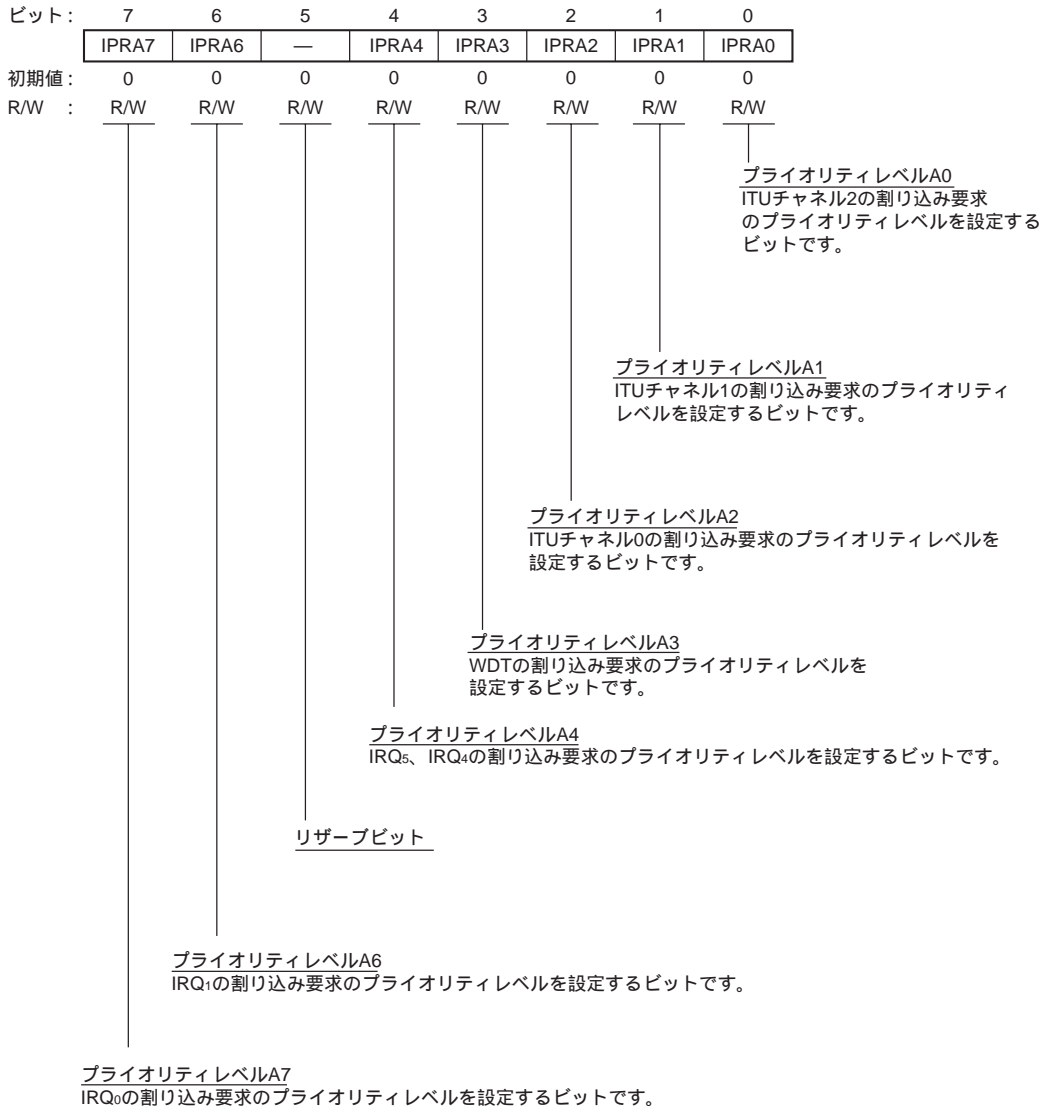 ビット: 7 6 5 4 3 2 1 0
IPRA7 IPRA6 — IPRA4 IPRA3 IPRA2 IPRA1 IPRA0
初期値: 0 0 0 0 0 0 0 0
R/W : R/W R/W R/W R/W R/W R/W R/W R/W
プライオリティレベルA0
ITUチャネル2の割り込み要求
のプライオリティレベルを設定する
ビットです。
プライオリティレベルA1
ITUチャネル1の割り込み要求のプライオリティ
レベルを設定するビットです。
プライオリティレベルA2
ITUチャネル0の割り込み要求のプライオリティレベルを
設定するビットです。
プライオリティレベルA3
WDTの割り込み要求のプライオリティレベルを
設定するビットです。
プライオリティレベルA4
IRQ₅、IRQ₄の割り込み要求のプライオリティレベルを設定するビットです。
リザーブビット
プライオリティレベルA6
IRQ₁の割り込み要求のプライオリティレベルを設定するビットです。
プライオリティレベルA7
IRQ₀の割り込み要求のプライオリティレベルを設定するビットです。